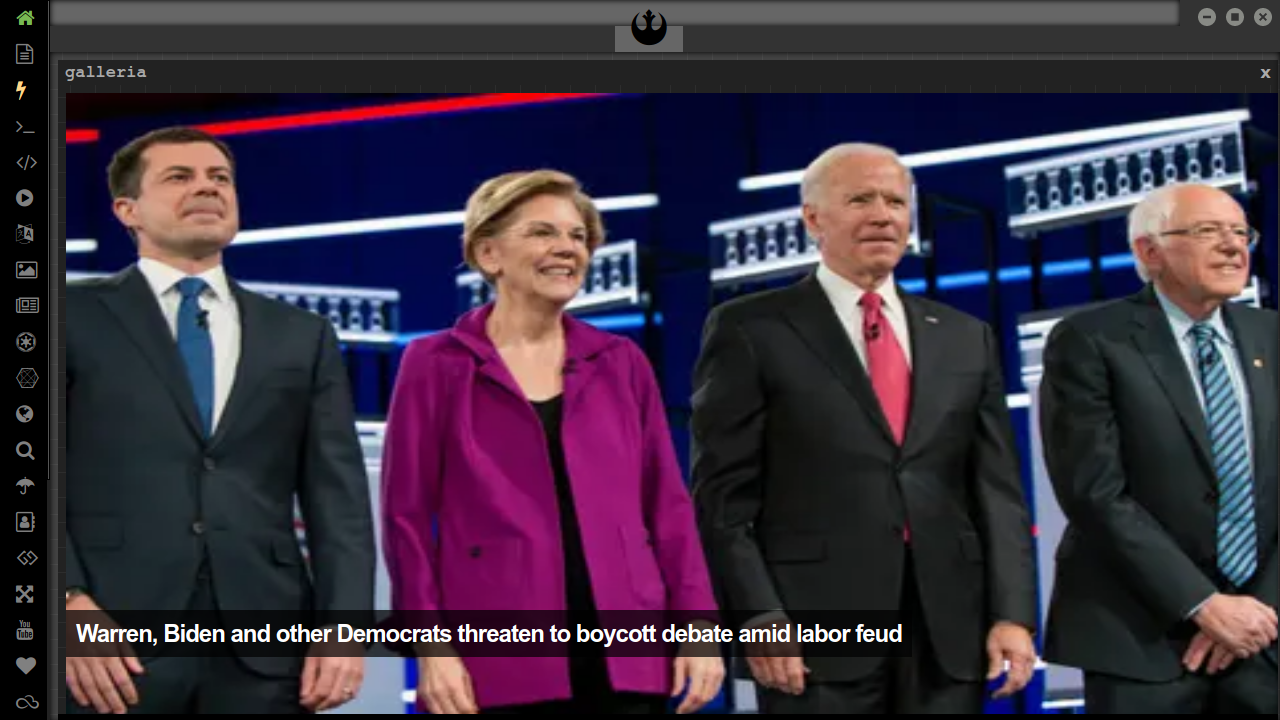 galleria
x
Warren, Biden and other Democrats threaten to boycott debate amid labor feud
You
Tube